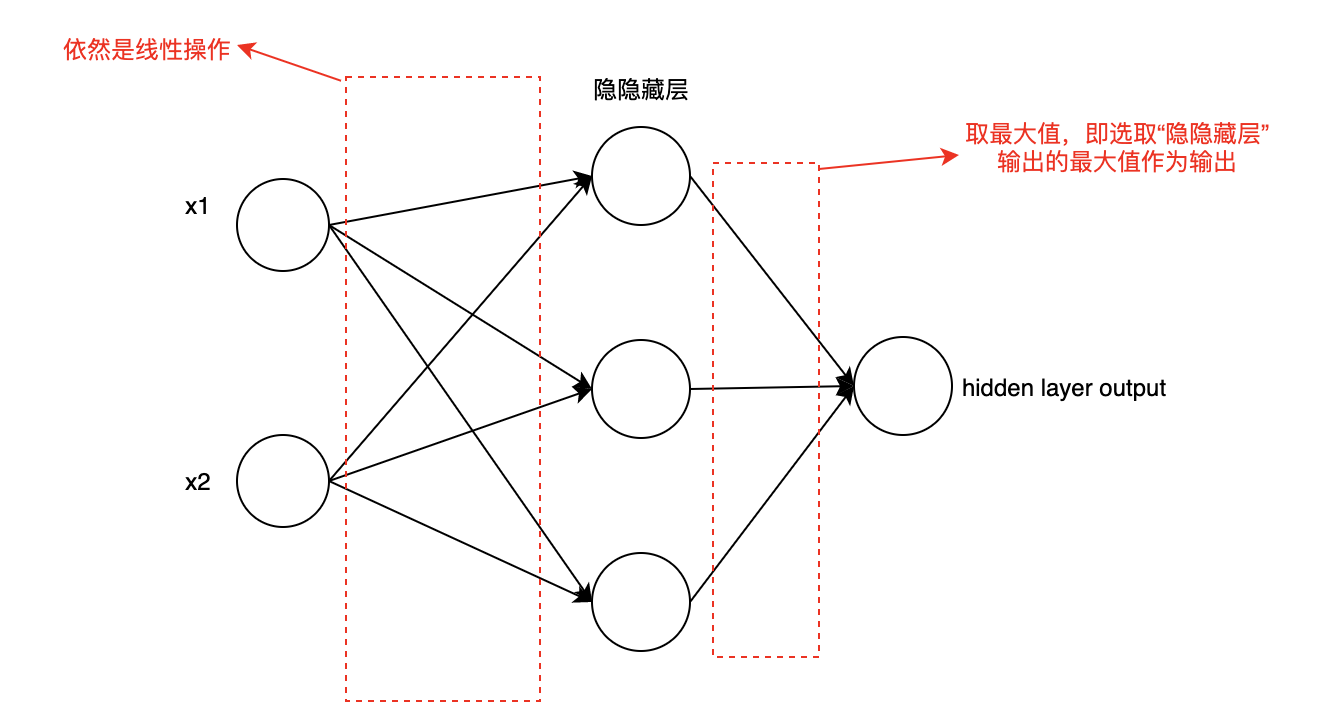 依然是线性操作
隐隐藏层
取最大值，即选取“隐隐藏层”
输出的最大值作为输出
x1
hidden layer output
x2